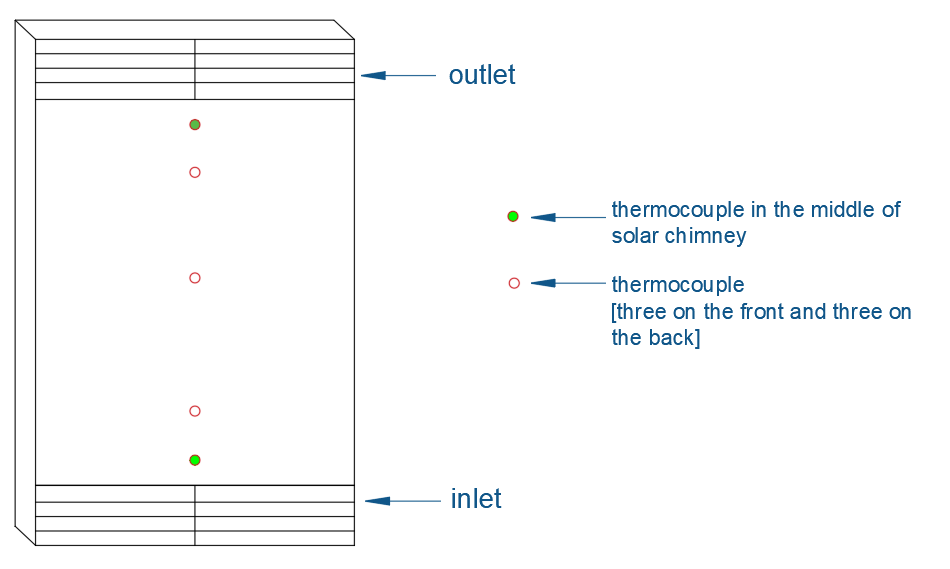 outlet
thermocouple in the middle of
solar chimney
thermocouple
[three on the front and three on
the back]
inlet